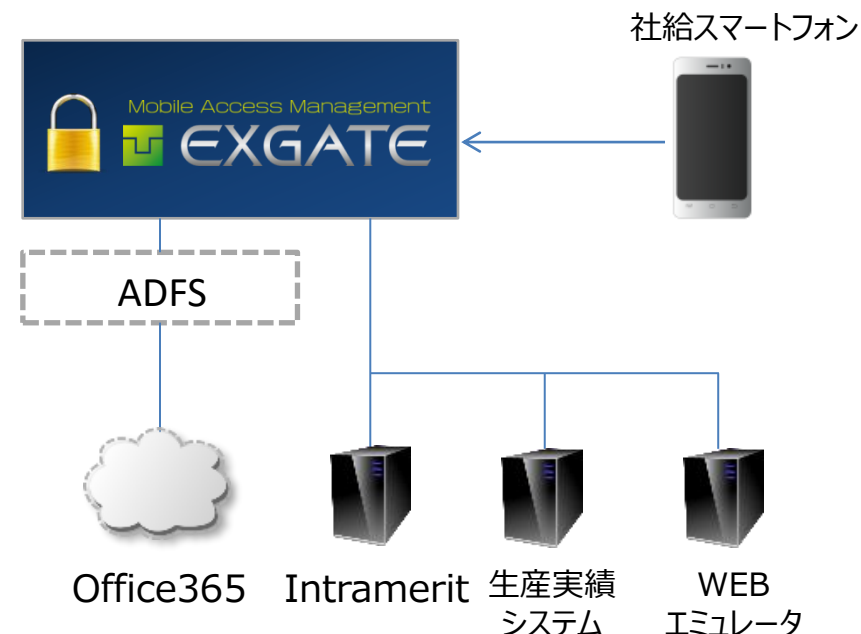 社給スマートフォン
Mobile Access Management
EXGATE
ADFS
Office365
Intramerit
生産実績
システム
WEB
エミュレータ